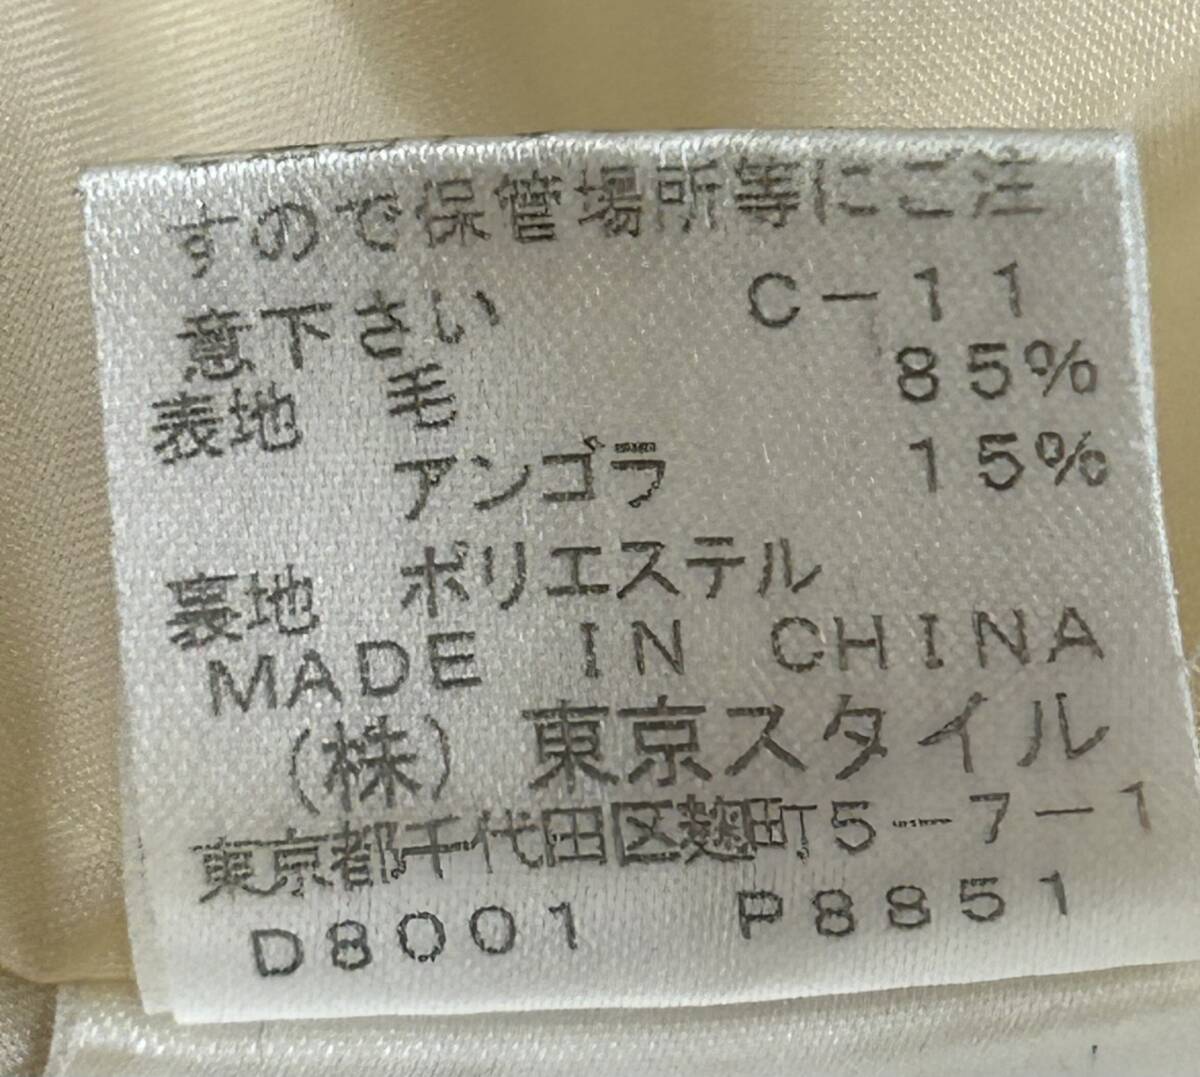 すので保管場所等にご注
意下さい C-11
表地 毛 85%
アンゴラ 15%
裏地 ポリエステル
MADE IN CHINA
(株) 東京スタイル
東京都千代田区麹町5-7-1
D8001 P8851